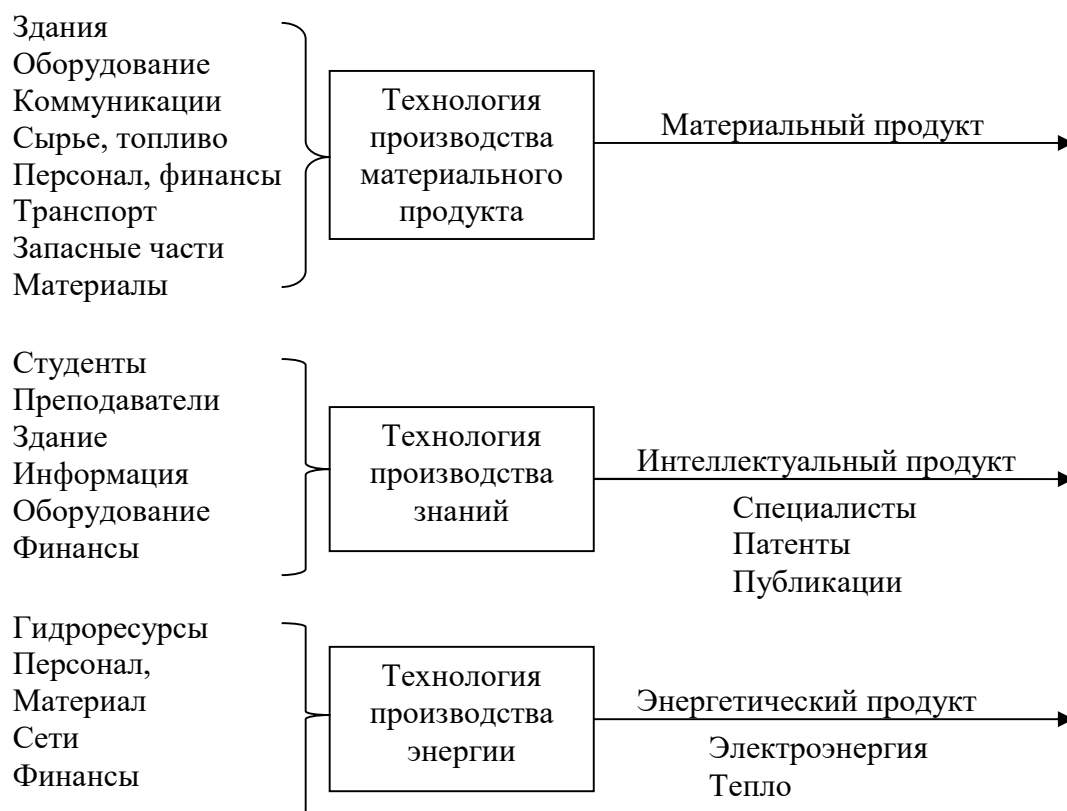 Здания
Оборудование
Коммуникации
Сырье, топливо
Персонал, финансы
Транспорт
Запасные части
Материалы
Технология
производства
материального
продукта
Материальный продукт
Студенты
Преподаватели
Здание
Информация
Оборудование
Финансы
Технология
производства
знаний
Интеллектуальный продукт
Специалисты
Патенты
Публикации
Гидроресурсы
Персонал,
Материал
Сети
Финансы
Технология
производства
энергии
Энергетический продукт
Электроэнергия
Тепло